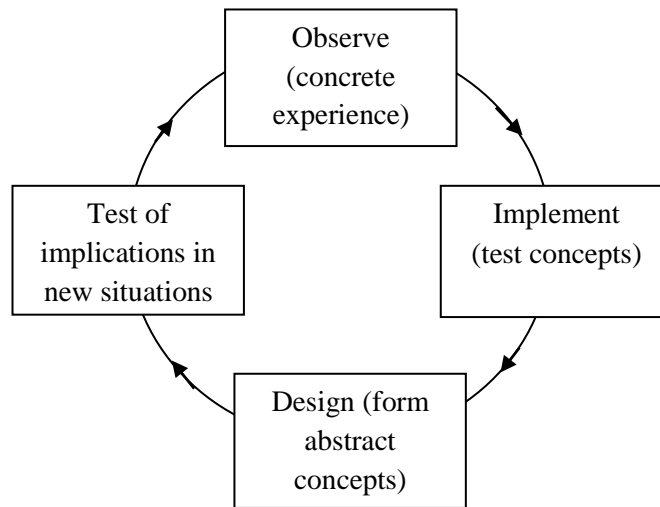 Observe
(concrete
experience)
Implement
(test concepts)
Design (form
abstract
concepts)
Test of
implications in
new situations